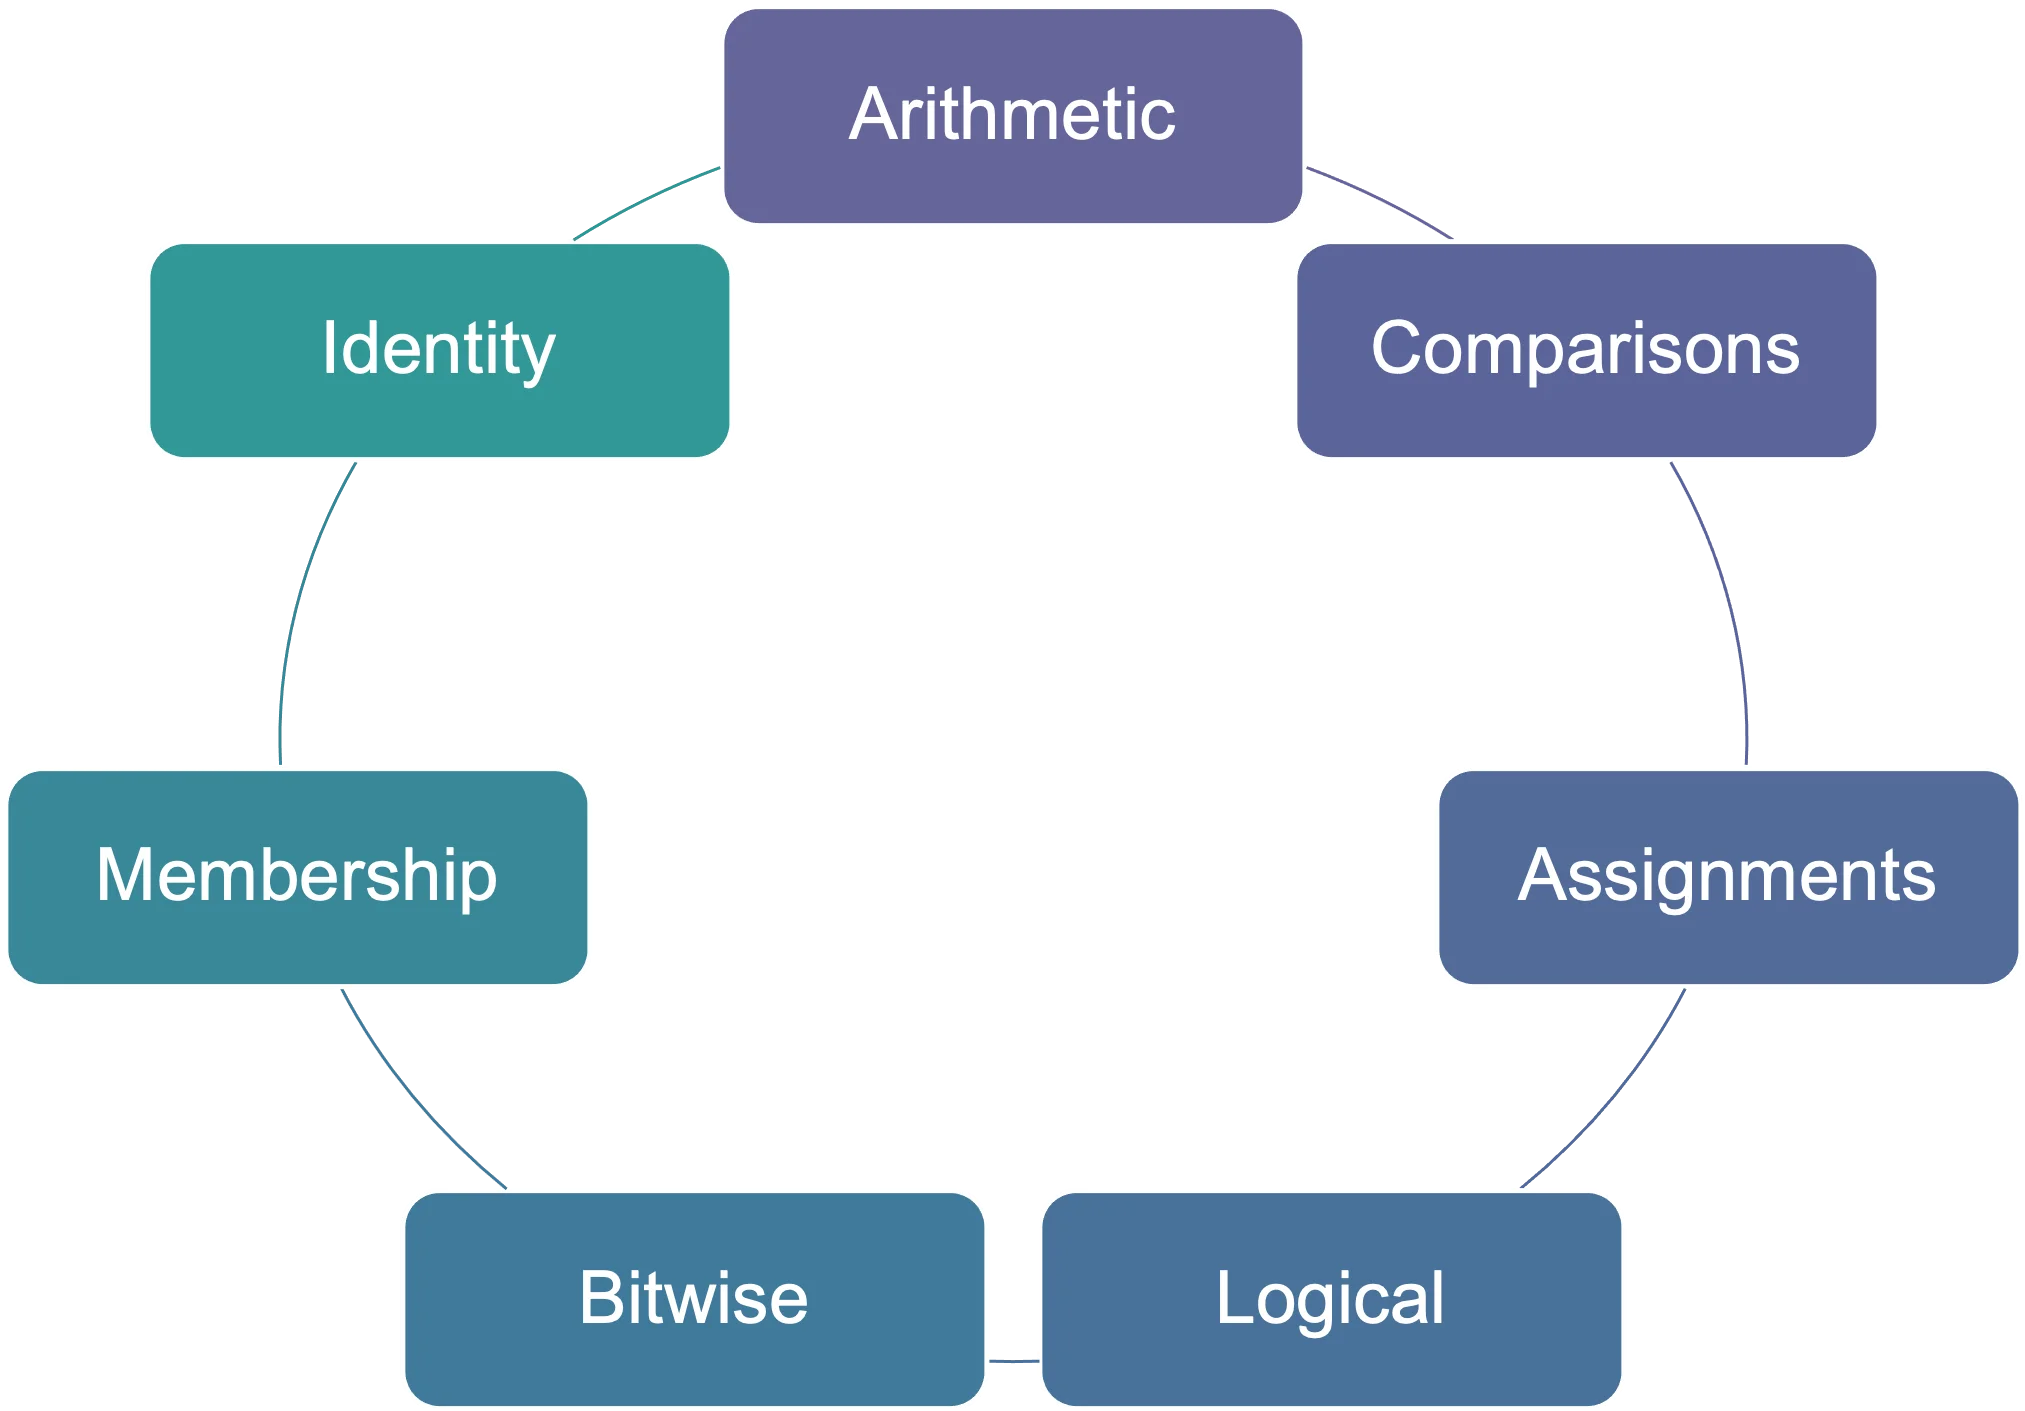 Arithmetic
Comparisons
Assignments
Logical
Bitwise
Membership
Identity